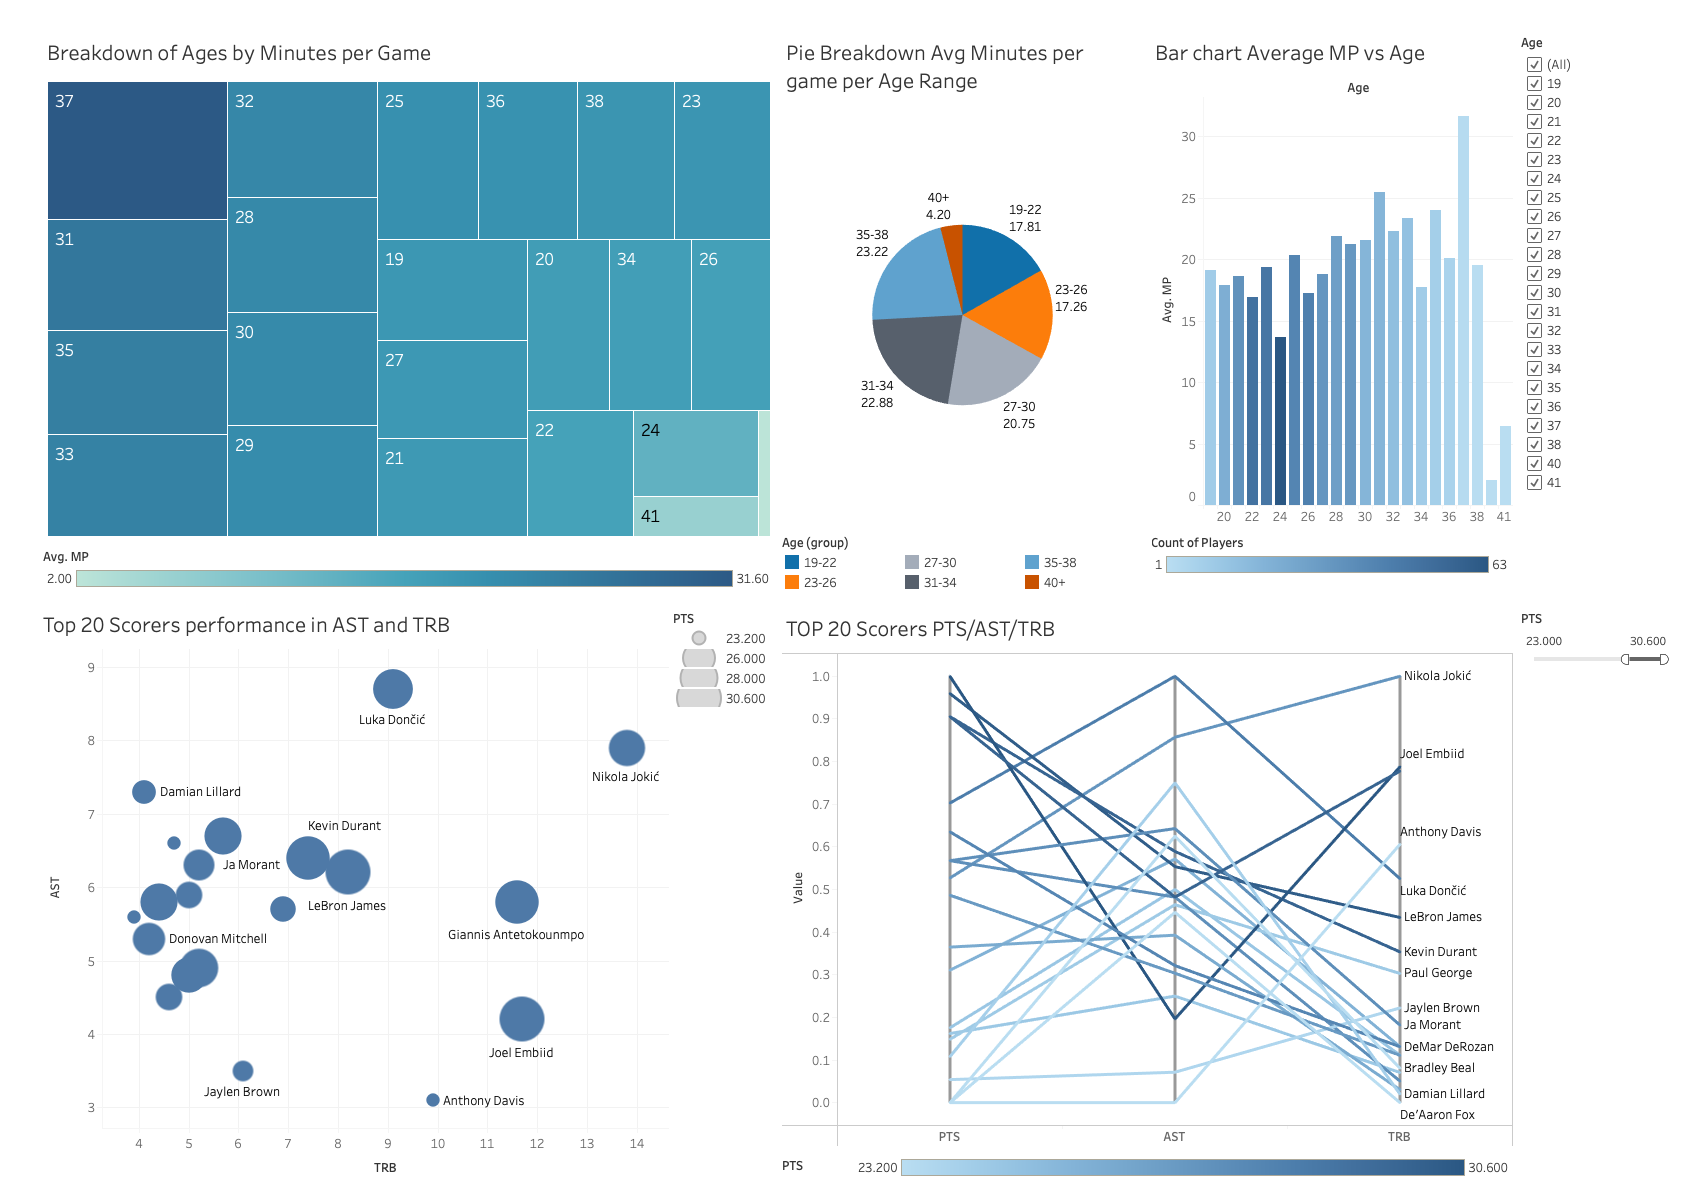 Breakdown of Ages by Minutes per Game
37
32
25
36
38
23
28
31
19
20
34
26
30
35
27
22
24
29
33
21
41
Avg. MP
2.00
31.60
Pie Breakdown Avg Minutes per
game per Age Range
40+
4.20
19-22
17.81
35-38
23.22
23-26
17.26
31-34
22.88
27-30
20.75
Age (group)
19-22
27-30
35-38
23-26
31-34
40+
Bar chart Average MP vs Age
Age
Avg. MP
30
25
20
15
10
5
0
20
22
24
26
28
30
32
34
36
38
41
Count of Players
1
63
Age
(All)
19
20
21
22
23
24
25
26
27
28
29
30
31
32
33
34
35
36
37
38
40
41
Top 20 Scorers performance in AST and TRB
AST
9
8
7
6
5
4
3
Luka Dončić
Nikola Jokić
Damian Lillard
Kevin Durant
Ja Morant
LeBron James
Giannis Antetokounmpo
Donovan Mitchell
Joel Embiid
Jaylen Brown
Anthony Davis
4
5
6
7
8
9
10
11
12
13
14
TRB
PTS
23.200
26.000
28.000
30.600
TOP 20 Scorers PTS/AST/TRB
Value
1.0
0.9
0.8
0.7
0.6
0.5
0.4
0.3
0.2
0.1
0.0
Nikola Jokić
Joel Embiid
Anthony Davis
Luka Dončić
LeBron James
Kevin Durant
Paul George
Jaylen Brown
Ja Morant
DeMar DeRozan
Bradley Beal
Damian Lillard
De'Aaron Fox
PTS
AST
TRB
PTS
23.200
30.600
PTS
23.000
30.600